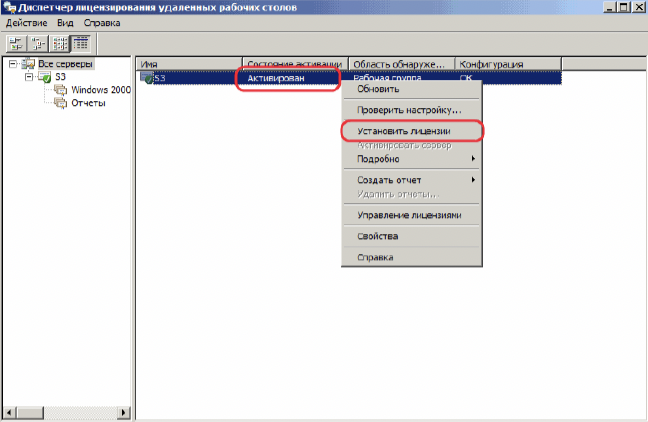 Диспетчер лицензирования удаленных рабочих столов
Действие Вид Справка
Все серверы
S3
Windows 2000
Отчеты
Имя Состояние активации Область обнаруже... Конфигурация
S3 Активирован Рабочая группа ОК
Обновить
Проверить настройку...
Установить лицензии
Активировать сервер
Подробно
Создать отчет
Удалить отчеты...
Управление лицензиями
Свойства
Справка